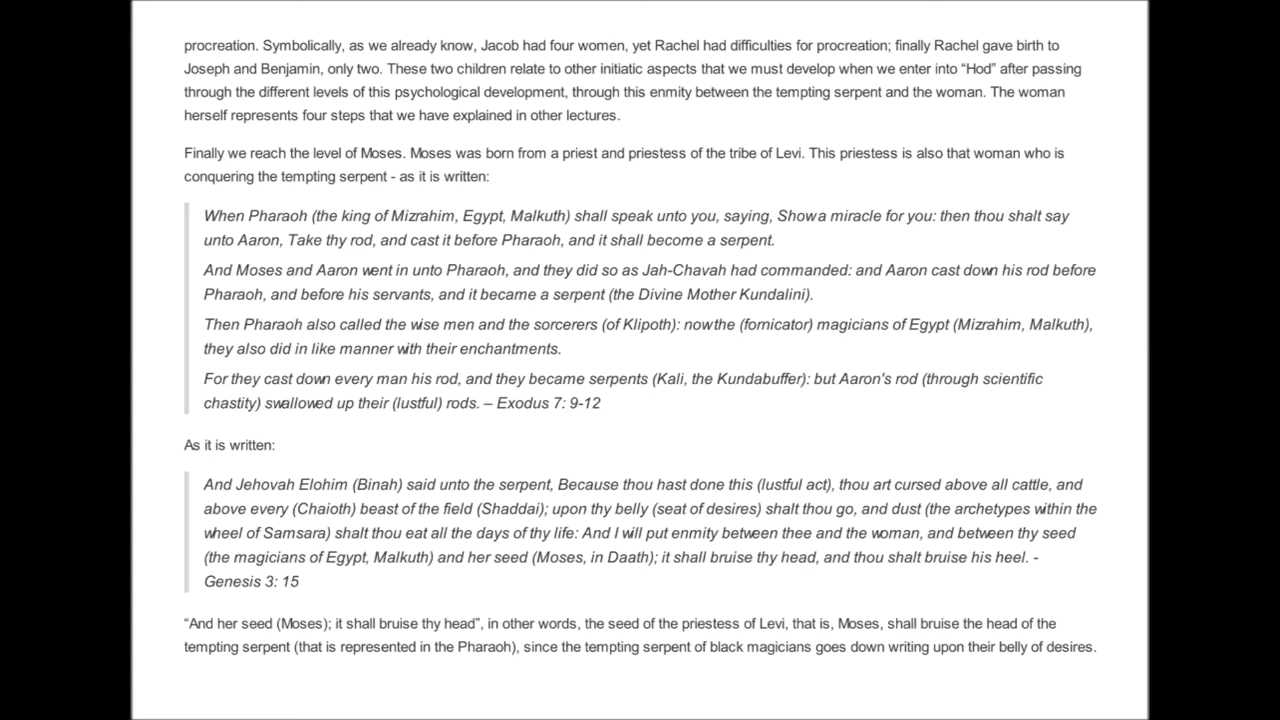 procreation. Symbolically, as we already know, Jacob had four women, yet Rachel had difficulties for procreation; finally Rachel gave birth to
Joseph and Benjamin, only two. These two children relate to other initiatic aspects that we must develop when we enter into “Hod” after passing
through the different levels of this psychological development, through this enmity between the tempting serpent and the woman. The woman
herself represents four steps that we have explained in other lectures.
Finally we reach the level of Moses. Moses was born from a priest and priestess of the tribe of Levi. This priestess is also that woman who is
conquering the tempting serpent - as it is written:
When Pharaoh (the king of Mizrahim, Egypt, Malkuth) shall speak unto you, saying, Show a miracle for you: then thou shalt say
unto Aaron, Take thy rod, and cast it before Pharaoh, and it shall become a serpent.
And Moses and Aaron went in unto Pharaoh, and they did so as Jah-Chavah had commanded: and Aaron cast down his rod before
Pharaoh, and before his servants, and it became a serpent (the Divine Mother Kundalini).
Then Pharaoh also called the wise men and the sorcerers (of Klipoth): now the (fornicator) magicians of Egypt (Mizrahim, Malkuth),
they also did in like manner with their enchantments.
For they cast down every man his rod, and they became serpents (Kali, the Kundabuffer): but Aaron's rod (through scientific
chastity) swallowed up their (lustful) rods. – Exodus 7: 9-12
As it is written:
And Jehovah Elohim (Binah) said unto the serpent, Because thou hast done this (lustful act), thou art cursed above all cattle, and
above every (Chaioth) beast of the field (Shaddai); upon thy belly (seat of desires) shalt thou go, and dust (the archetypes within the
wheel of Samsara) shalt thou eat all the days of thy life: And I will put enmity between thee and the woman, and between thy seed
(the magicians of Egypt, Malkuth) and her seed (Moses, in Daath); it shall bruise thy head, and thou shalt bruise his heel. -
Genesis 3: 15
“And her seed (Moses); it shall bruise thy head”, in other words, the seed of the priestess of Levi, that is, Moses, shall bruise the head of the
tempting serpent (that is represented in the Pharaoh), since the tempting serpent of black magicians goes down writing upon their belly of desires.